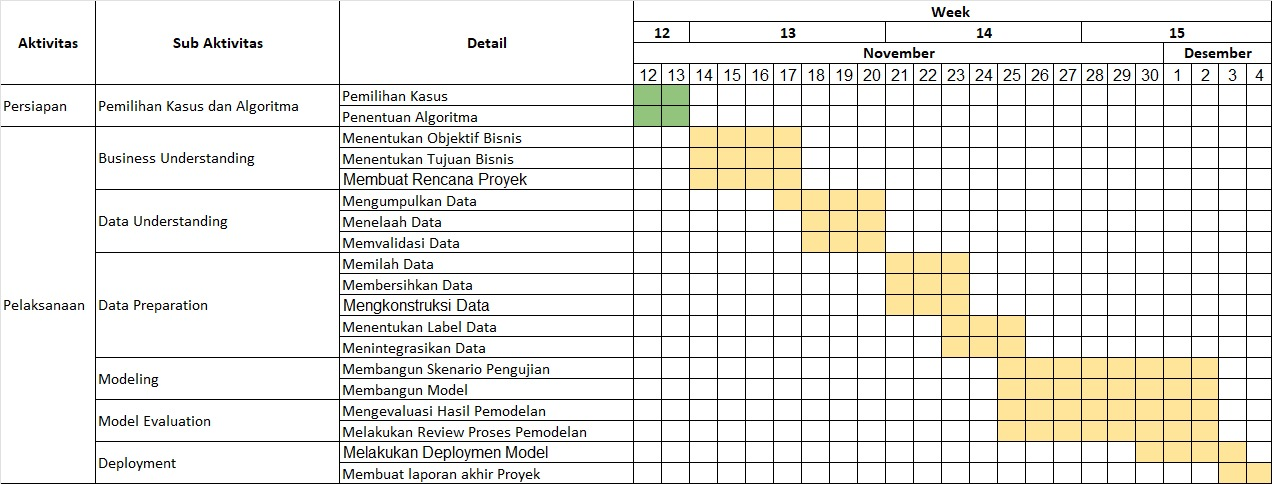 Aktivitas Sub Aktivitas Detail Week
12 13 14 15
November Desember
12 13 14 15 16 17 18 19 20 21 22 23 24 25 26 27 28 29 30 1 2 3 4
Persiapan Pemilihan Kasus dan Algoritma Pemilihan Kasus
Penentuan Algoritma
Pelaksanaan Business Understanding Menentukan Objektif Bisnis
Menentukan Tujuan Bisnis
Membuat Rencana Proyek
Data Understanding Mengumpulkan Data
Menelaah Data
Memvalidasi Data
Data Preparation Memilah Data
Membersihkan Data
Mengkonstruksi Data
Menentukan Label Data
Menintegrasikan Data
Modeling Membangun Skenario Pengujian
Membangun Model
Model Evaluation Mengevaluasi Hasil Pemodelan
Melakukan Review Proses Pemodelan
Deployment Melakukan Deploymen Model
Membuat laporan akhir Proyek